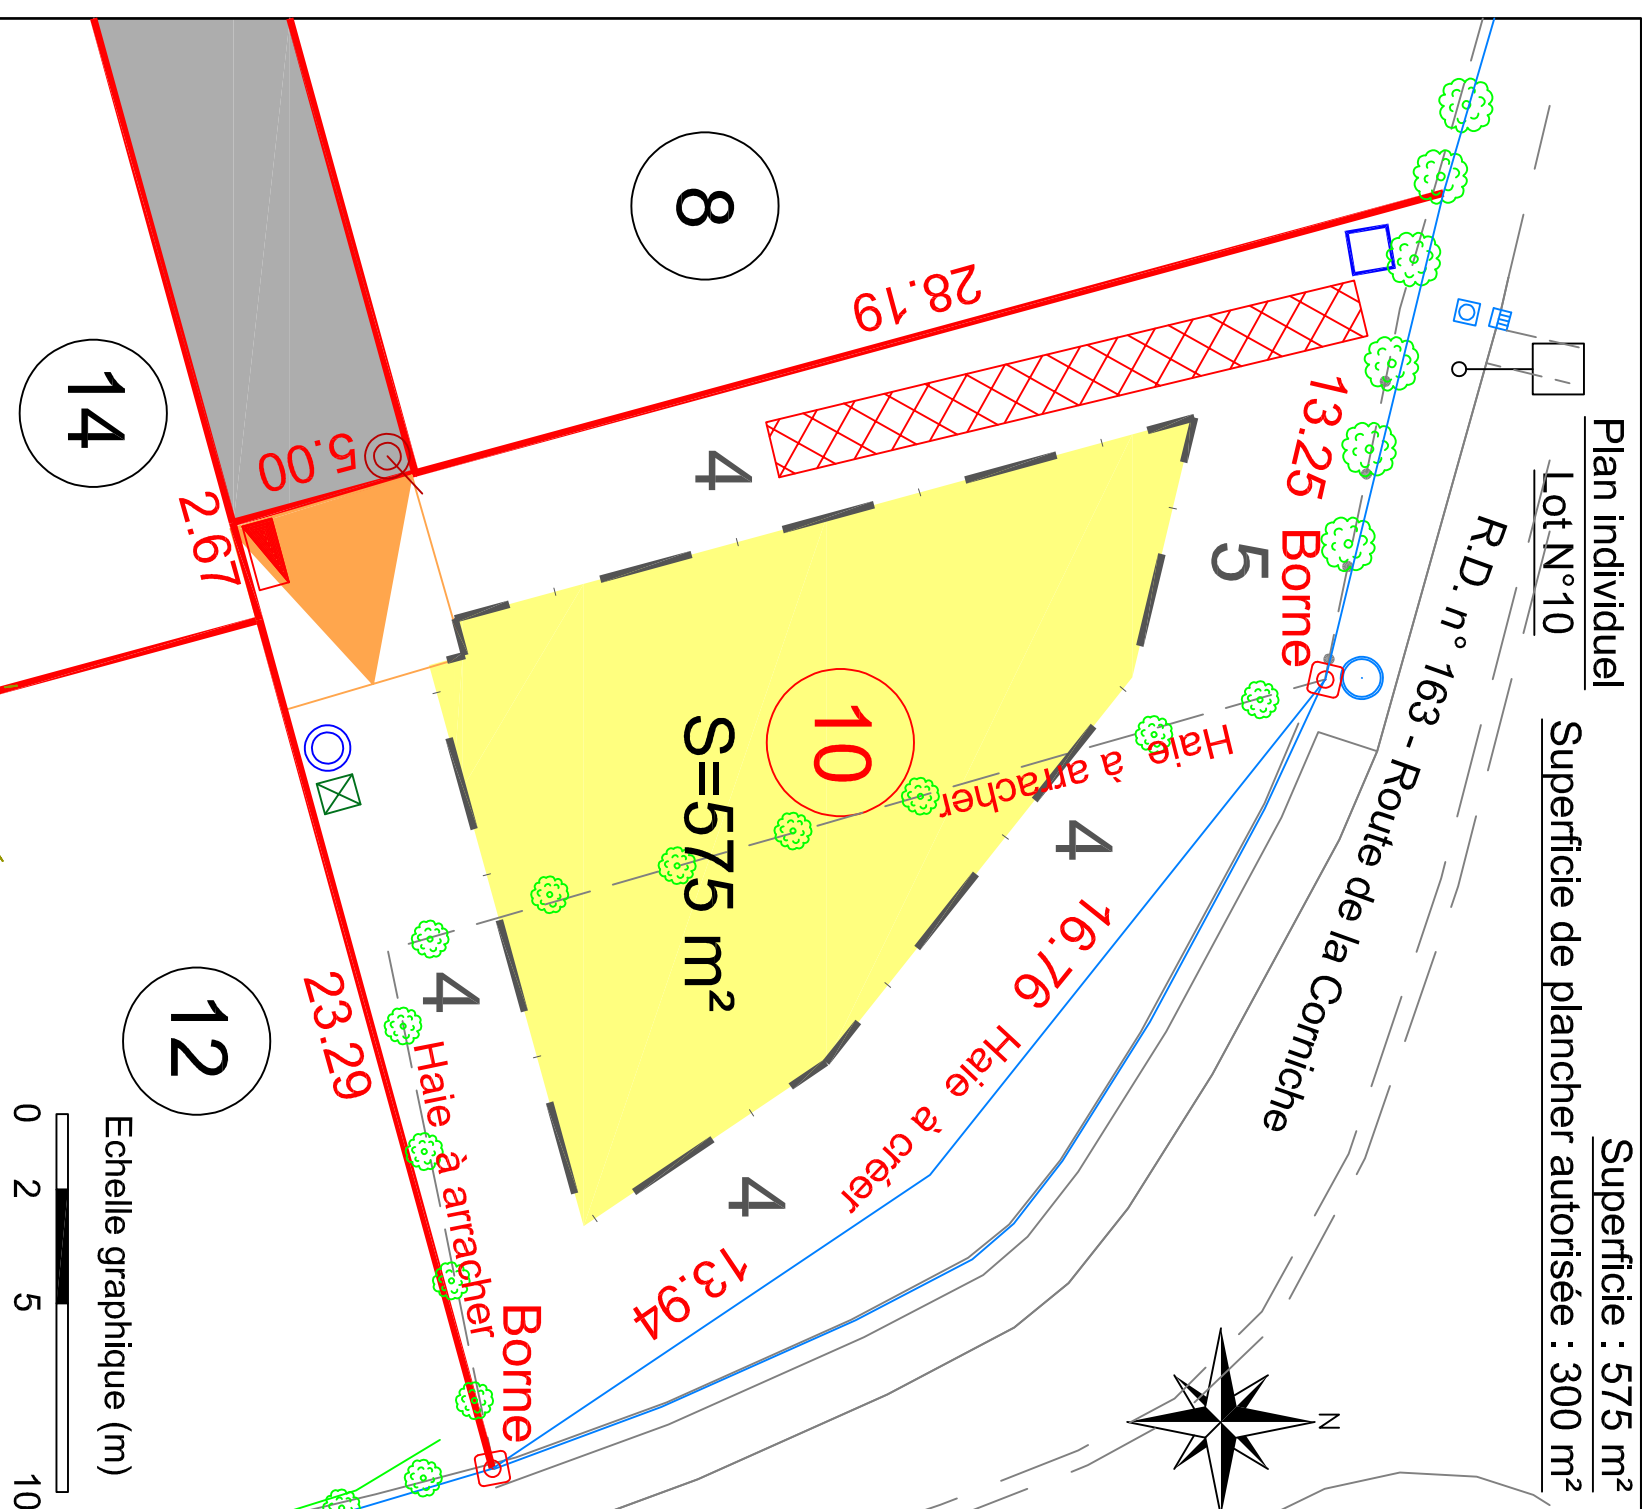 Plan individuel
Lot N°10
Superficie : 575 m²
Superficie de plancher autorisée : 300 m²
R.D. n° 163 - Route de la Corniche
8
28.19
13.25
Borne
5
4
14
5.00
2.67
10
S=575 m²
Haie à arracher
4
16.76
Haie à créer
4
23.29
Haie à arracher
12
4
13.94
Borne
N
Echelle graphique (m)
0 2 5 10